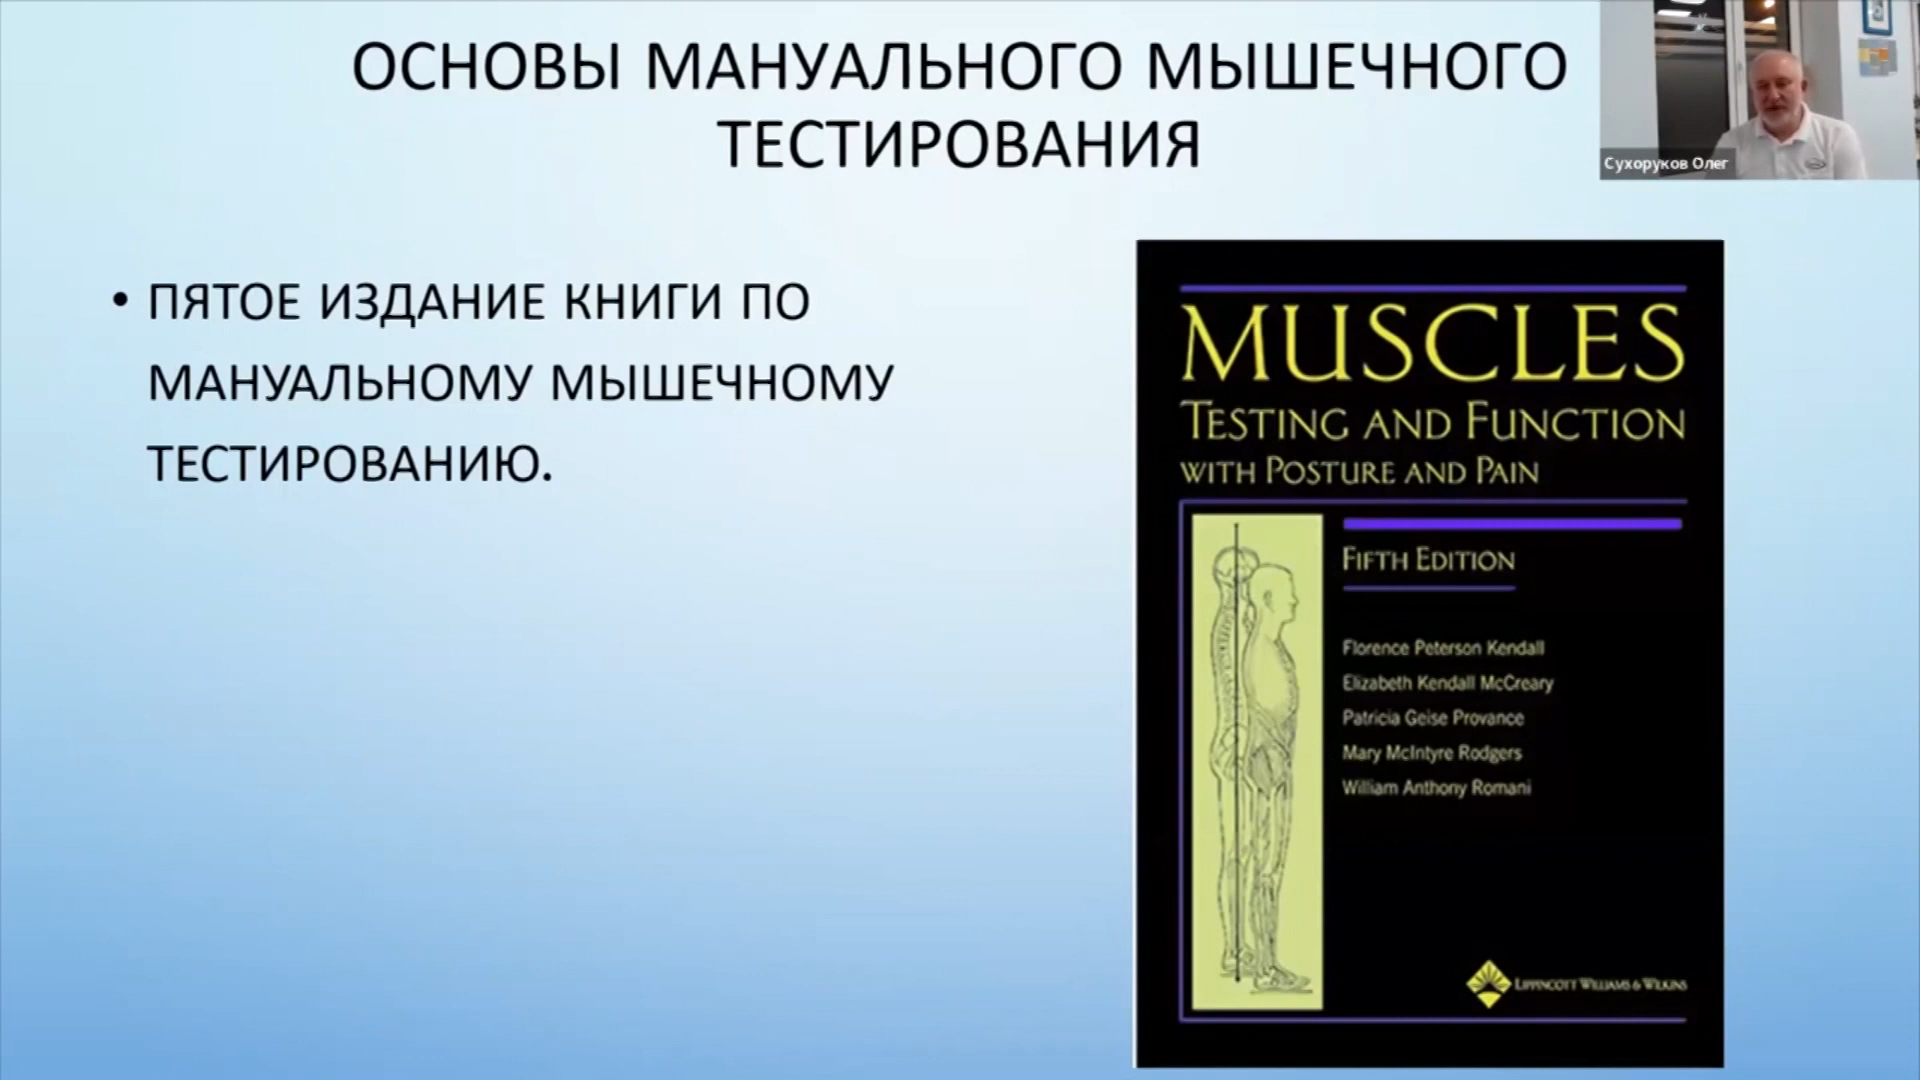 ОСНОВЫ МАНУАЛЬНОГО МЫШЕЧНОГО
ТЕСТИРОВАНИЯ
Сухоруков Олег
• ПЯТОЕ ИЗДАНИЕ КНИГИ ПО
МАНУАЛЬНОМУ МЫШЕЧНОМУ
ТЕСТИРОВАНИЮ.
MUSCLES
TESTING AND FUNCTION
WITH POSTURE AND PAIN
FIFTH EDITION
Florence Peterson Kendall
Elizabeth Kendall McCreary
Patricia Geise Provance
Mary McIntyre Rodgers
William Anthony Romani
LIPPINCOTT WILLIAMS & WILKINS